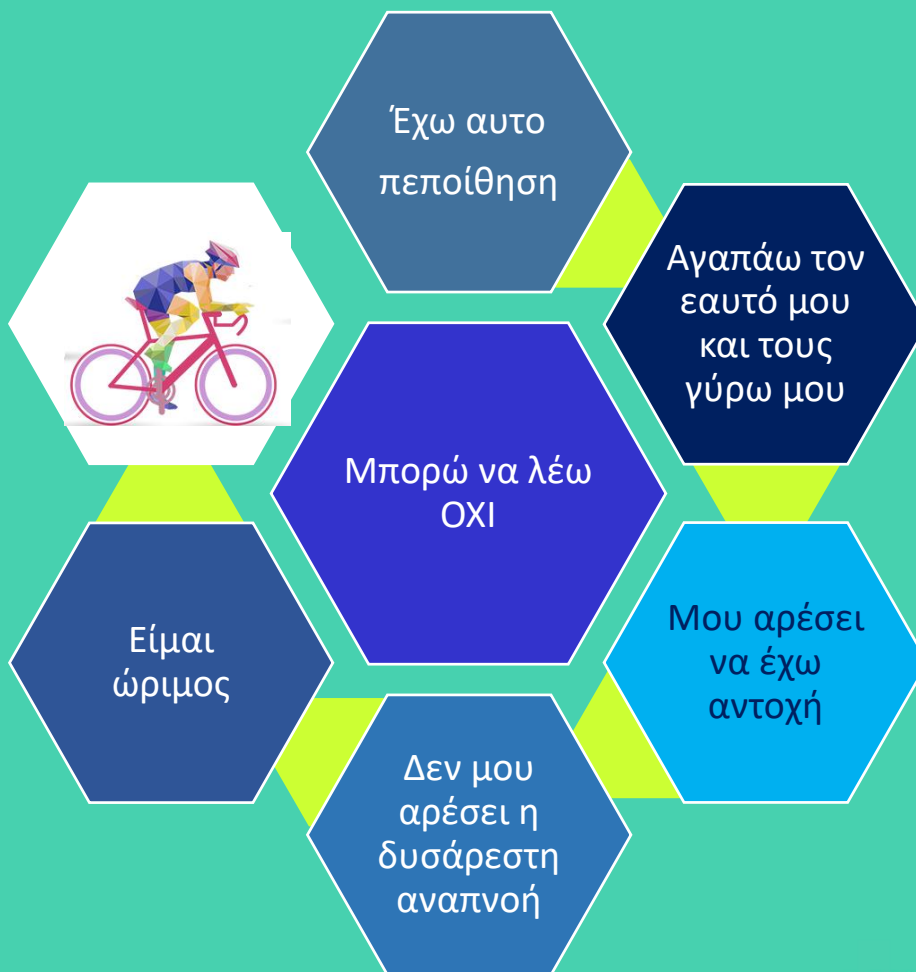 Έχω αυτο
πεποίθηση
Αγαπάω τον
εαυτό μου
και τους
γύρω μου
Μπορώ να λέω
ΟΧΙ
Μου αρέσει
να έχω
αντοχή
Δεν μου
αρέσει η
δυσάρεστη
αναπνοή
Είμαι
ώριμος